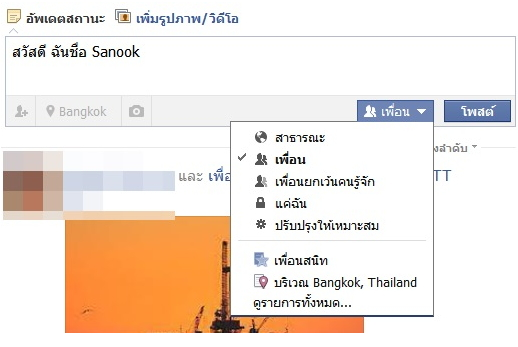 อัพเดตสถานะ เพิ่มรูปภาพ/วิดีโอ
สวัสดี ฉันชื่อ Sanook
Bangkok เพื่อน โพสต์
สาธารณะ
เพื่อน
เพื่อนยกเว้นคนรู้จัก
แค่ฉัน
ปรับปรุงให้เหมาะสม
เพื่อนสนิท
บริเวณ Bangkok, Thailand
ดูรายการทั้งหมด...
งลำดับ
และ เพื่อ TT